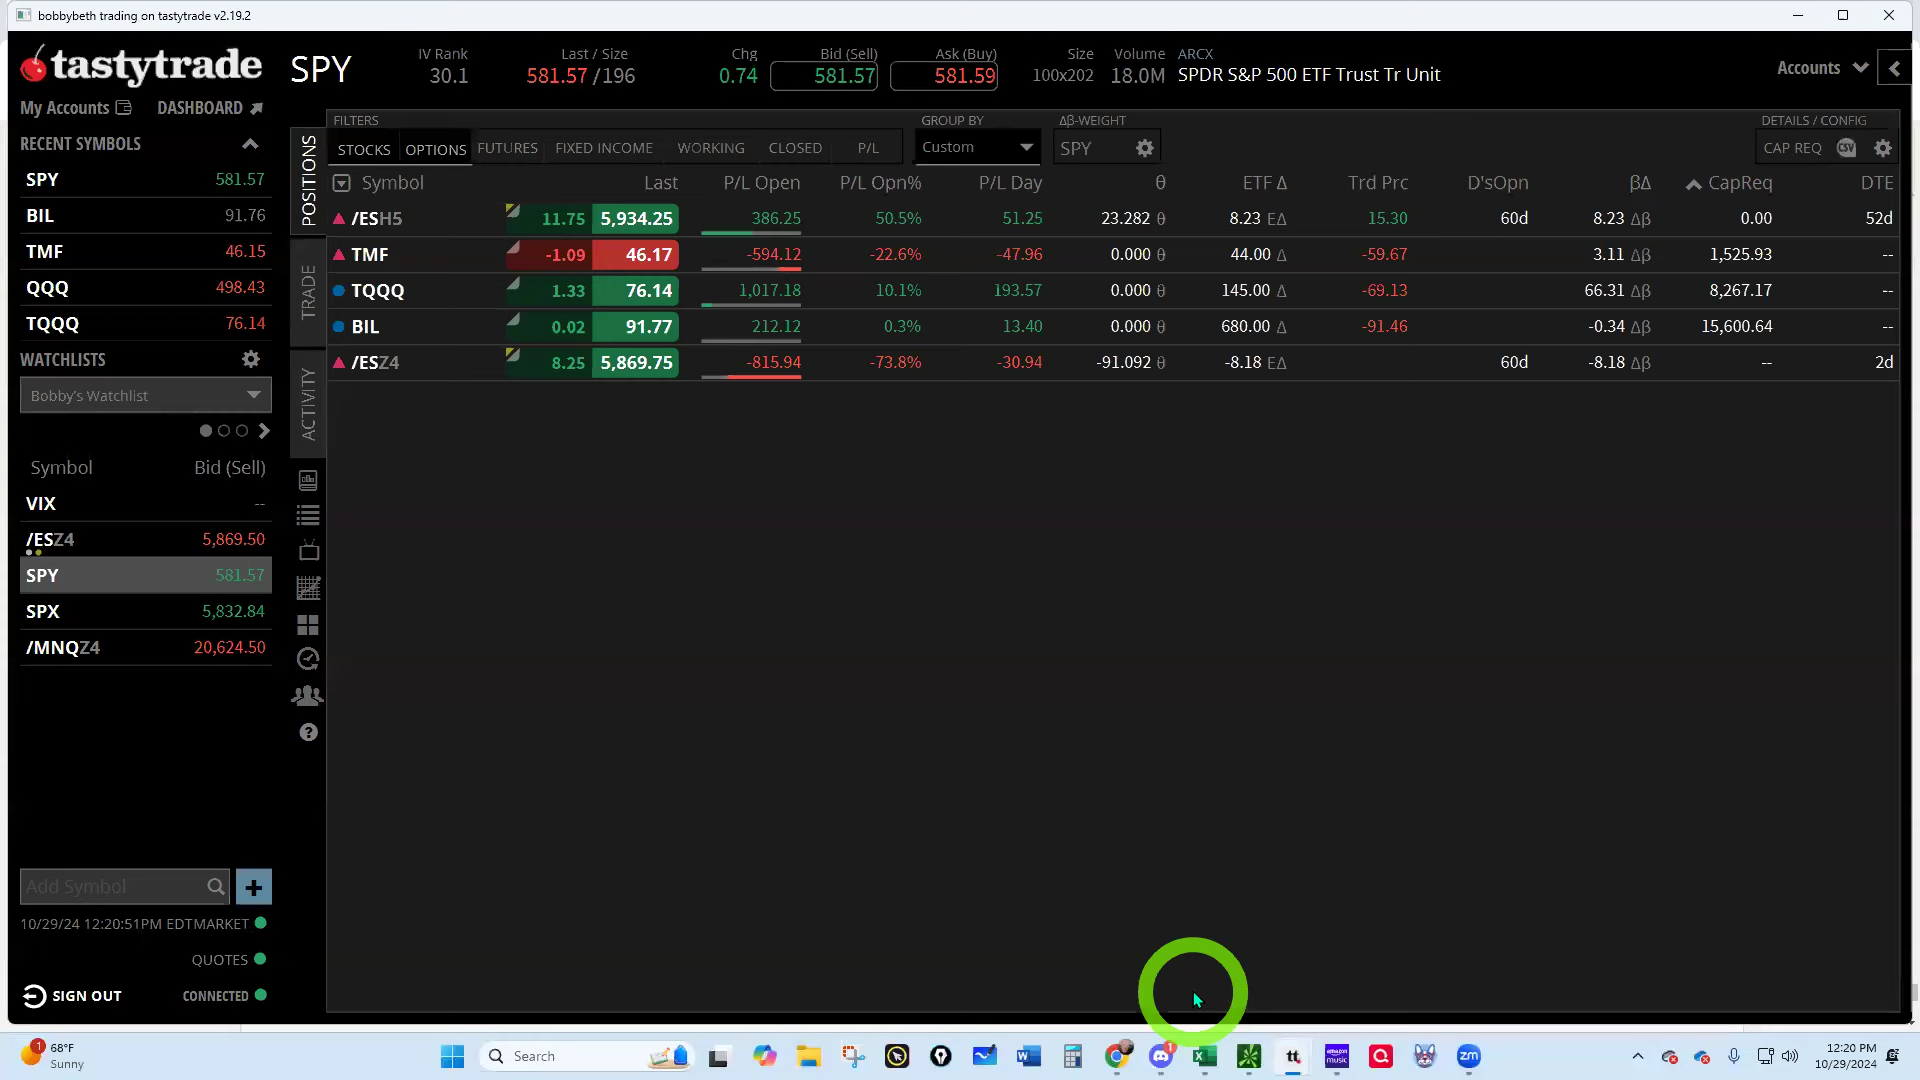 bobbybeth trading on tastytrade v2.19.2
tastytrade
My Accounts DASHBOARD
SPY
IV Rank
30.1
Last / Size
581.57 / 196
Chg
0.74
Bid (Sell)
581.57
Ask (Buy)
581.59
Size
100x202
Volume
18.0M
ARCX
SPDR S&P 500 ETF Trust Tr Unit
Accounts
RECENT SYMBOLS
SPY 581.57
BIL 91.76
TMF 46.15
QQQ 498.43
TQQQ 76.14
WATCHLISTS
Bobby's Watchlist
Symbol Bid (Sell)
VIX --
/ESZ4 5,869.50
SPY 581.57
SPX 5,832.84
/MNQZ4 20,624.50
Add Symbol
10/29/24 12:20:51PM EDT MARKET
QUOTES
SIGN OUT CONNECTED
POSITIONS
TRADE
ACTIVITY
FILTERS
STOCKS OPTIONS FUTURES FIXED INCOME WORKING CLOSED P/L
GROUP BY
Custom
Δβ-WEIGHT
SPY
DETAILS / CONFIG
CAP REQ CSV
Symbol Last P/L Open P/L Opn% P/L Day θ ETF Δ Trd Prc D'sOpn βΔ CapReq DTE
/ESH5 11.75 5,934.25 386.25 50.5% 51.25 23.282 θ 8.23 EΔ 15.30 60d 8.23 Δβ 0.00 52d
TMF -1.09 46.17 -594.12 -22.6% -47.96 0.000 θ 44.00 Δ -59.67 3.11 Δβ 1,525.93 --
TQQQ 1.33 76.14 1,017.18 10.1% 193.57 0.000 θ 145.00 Δ -69.13 66.31 Δβ 8,267.17 --
BIL 0.02 91.77 212.12 0.3% 13.40 0.000 θ 680.00 Δ -91.46 -0.34 Δβ 15,600.64 --
/ESZ4 8.25 5,869.75 -815.94 -73.8% -30.94 -91.092 θ -8.18 EΔ 60d -8.18 Δβ -- 2d
1
68°F
Sunny
Search
1
tt
amazon music
zm
12:20 PM
10/29/2024